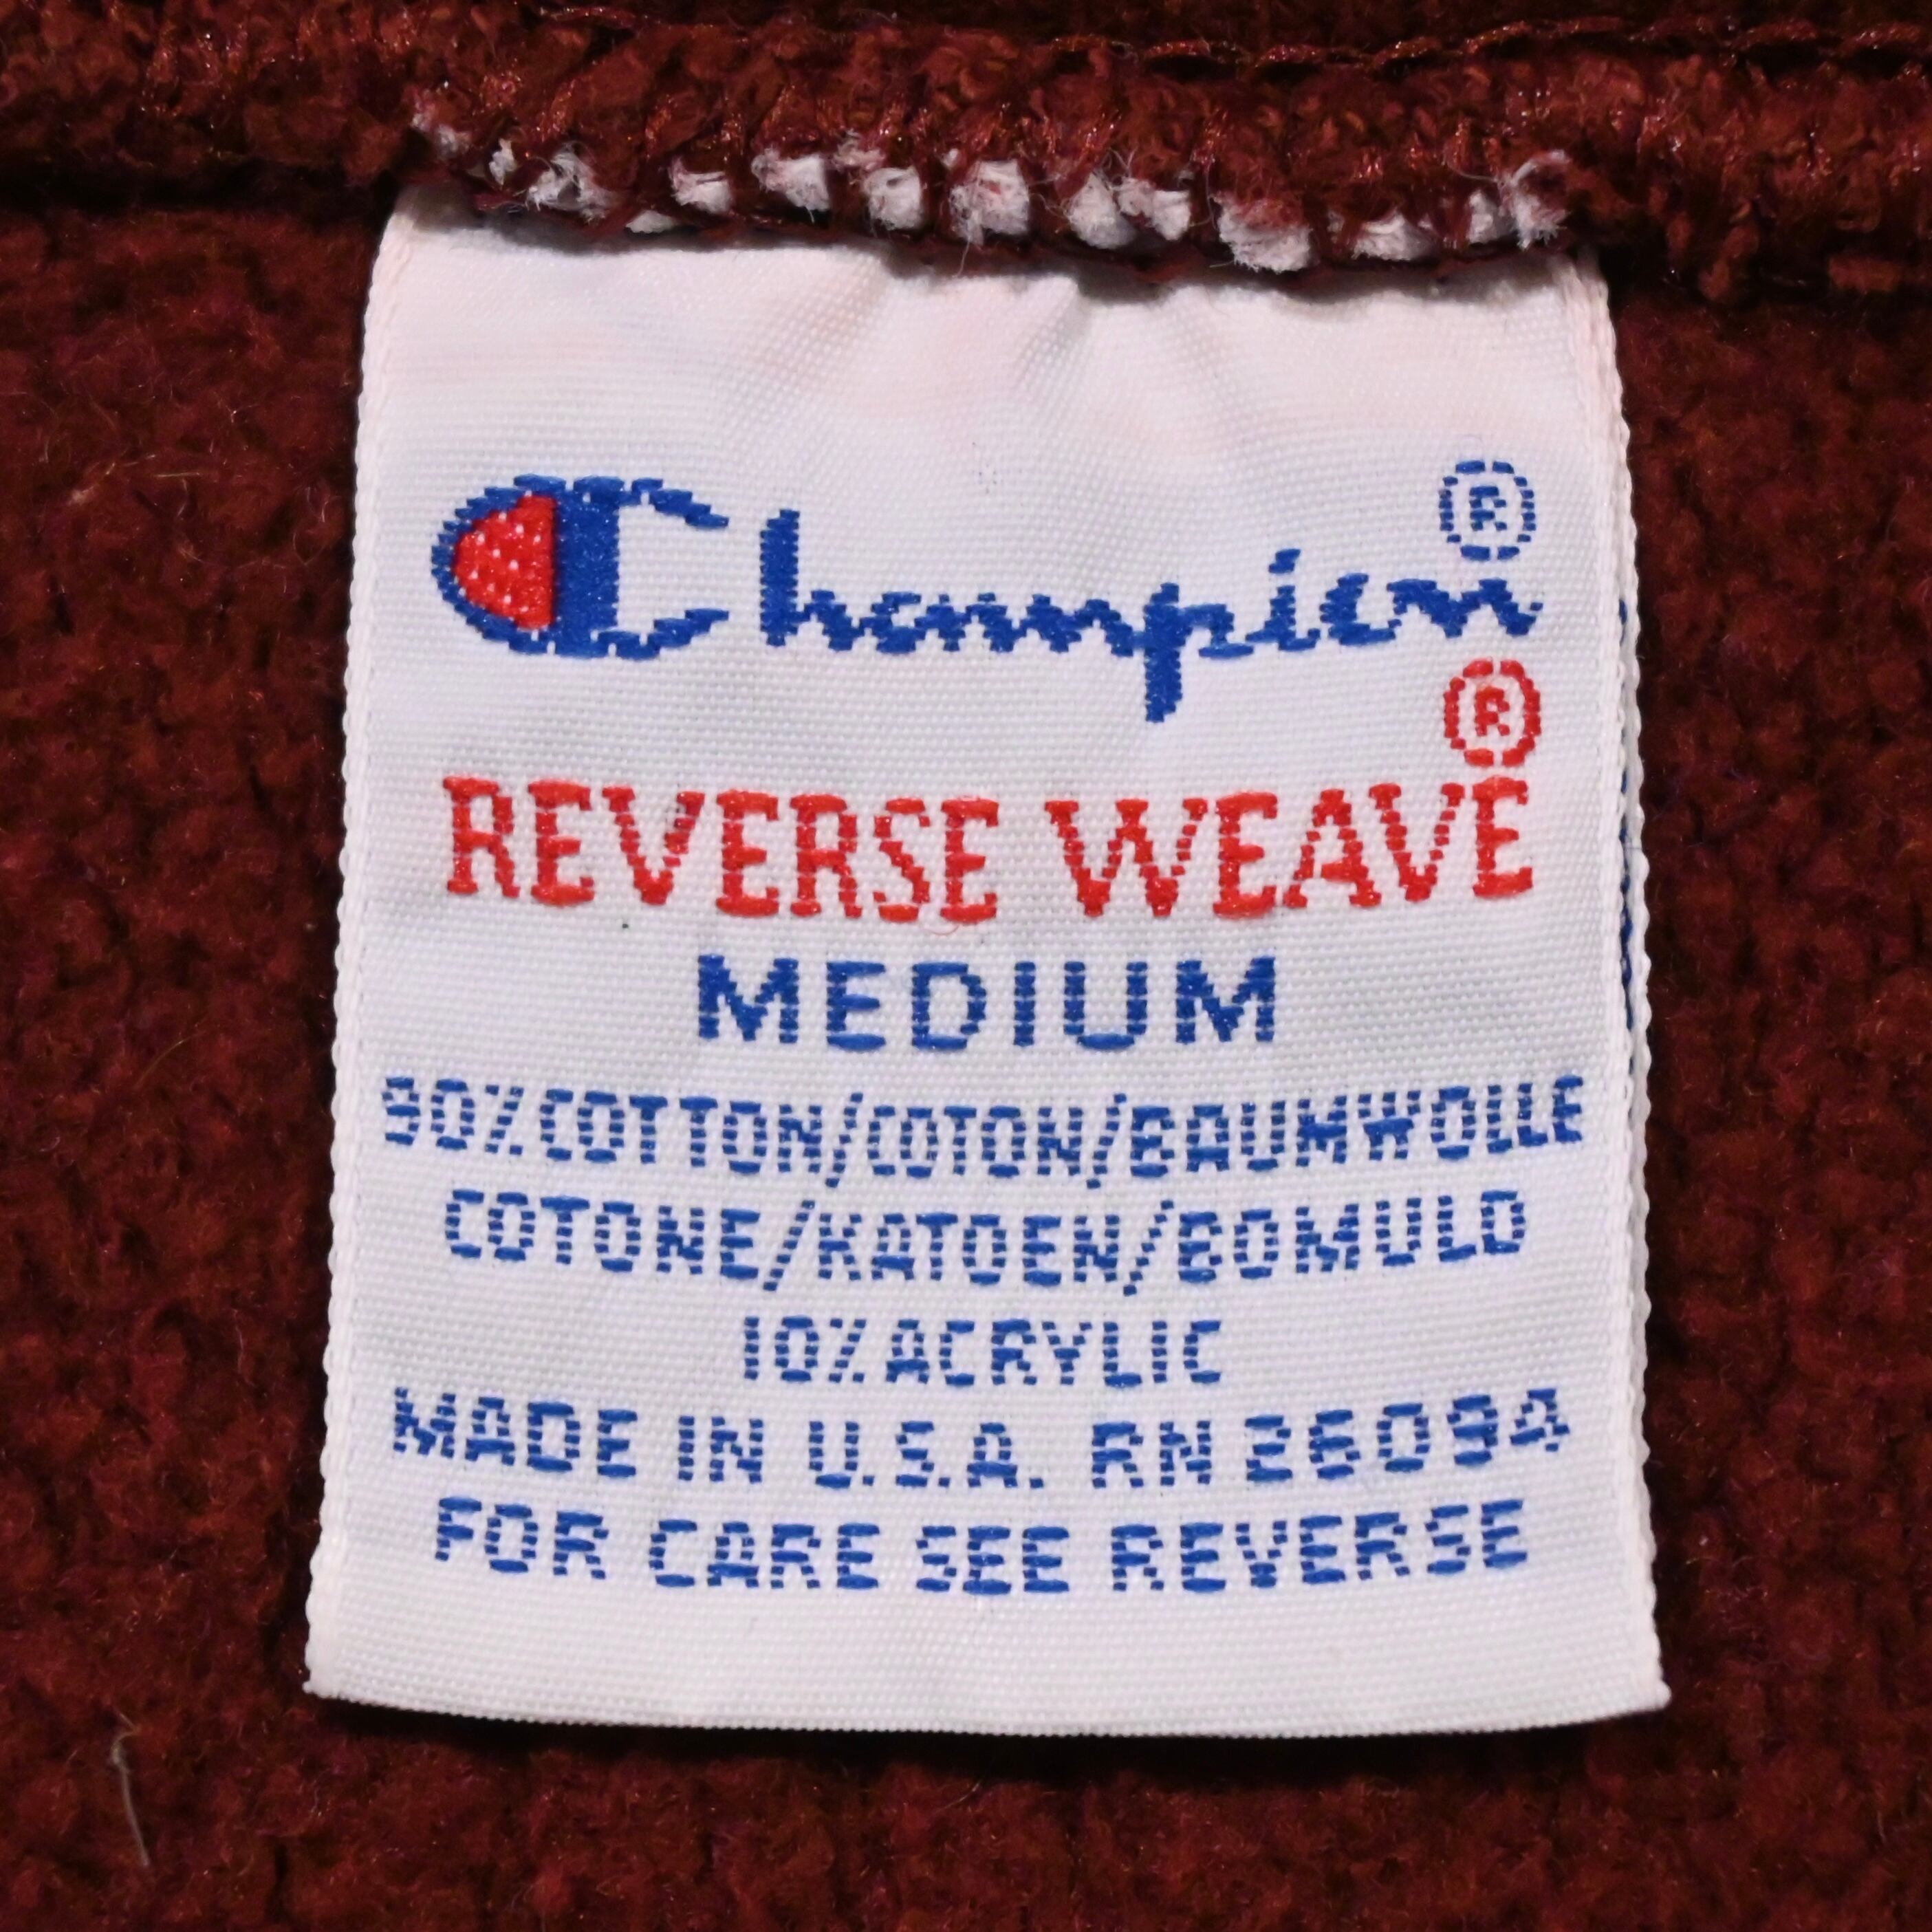 Champion®
®
REVERSE WEAVE
MEDIUM
90% COTTON/COTON/BAUMWOLLE
COTONE/KATOEN/BOMULD
10% ACRYLIC
MADE IN U.S.A. RN 26094
FOR CARE SEE REVERSE